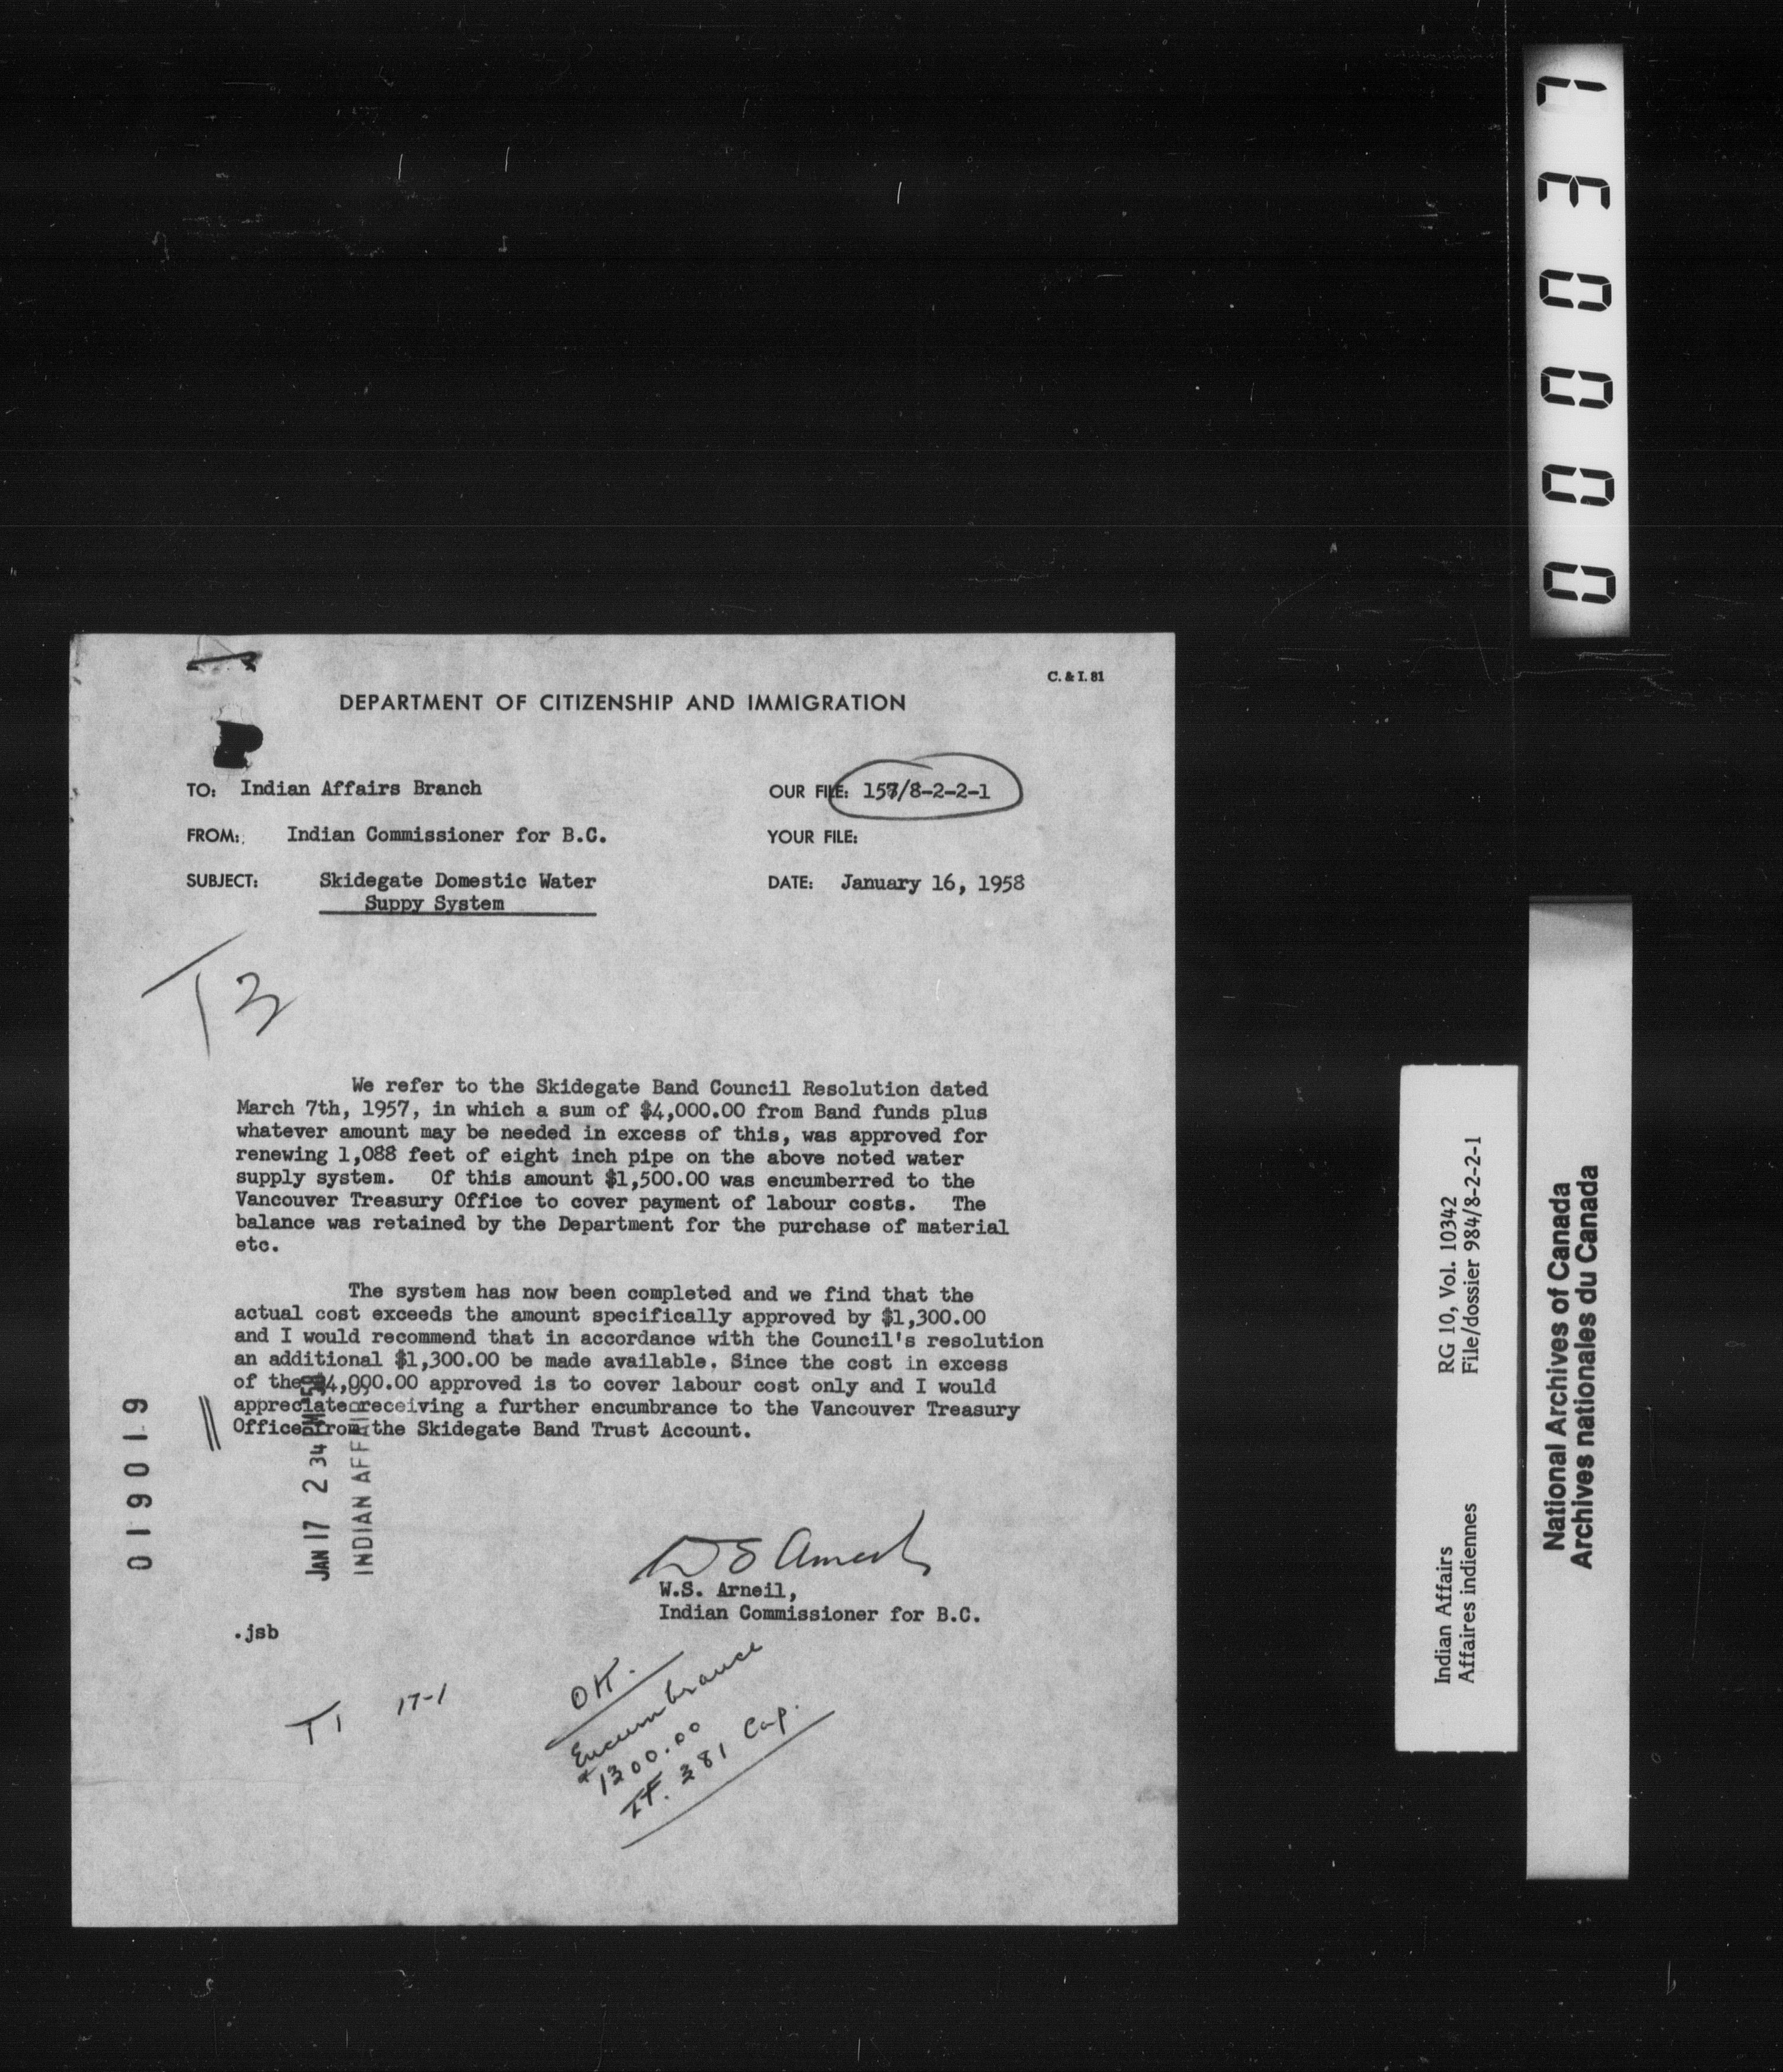 C. & I. 81
DEPARTMENT OF CITIZENSHIP AND IMMIGRATION
TO: Indian Affairs Branch
OUR FILE: 157/8-2-2-1
FROM: Indian Commissioner for B.C.
YOUR FILE:
SUBJECT: Skidegate Domestic Water
Suppy System
DATE: January 16, 1958
T3
We refer to the Skidegate Band Council Resolution dated
March 7th, 1957, in which a sum of $4,000.00 from Band funds plus
whatever amount may be needed in excess of this, was approved for
renewing 1,088 feet of eight inch pipe on the above noted water
supply system. Of this amount $1,500.00 was encumberred to the
Vancouver Treasury Office to cover payment of labour costs. The
balance was retained by the Department for the purchase of material
etc.
The system has now been completed and we find that the
actual cost exceeds the amount specifically approved by $1,300.00
and I would recommend that in accordance with the Council's resolution
an additional $1,300.00 be made available. Since the cost in excess
of the $4,000.00 approved is to cover labour cost only and I would
appreciate receiving a further encumbrance to the Vancouver Treasury
Office from the Skidegate Band Trust Account.
019019
JAN 17 2 34 PM '58
INDIAN AFFAIRS
W S Arneil
W.S. Arneil,
Indian Commissioner for B.C.
.jsb
T1 17-1
OK.
Encumbrance
$1300.00
TF. 381 Cap.
000037
RG 10, Vol. 10342
File/dossier 984/8-2-2-1
Indian Affairs
Affaires indiennes
National Archives of Canada
Archives nationales du Canada